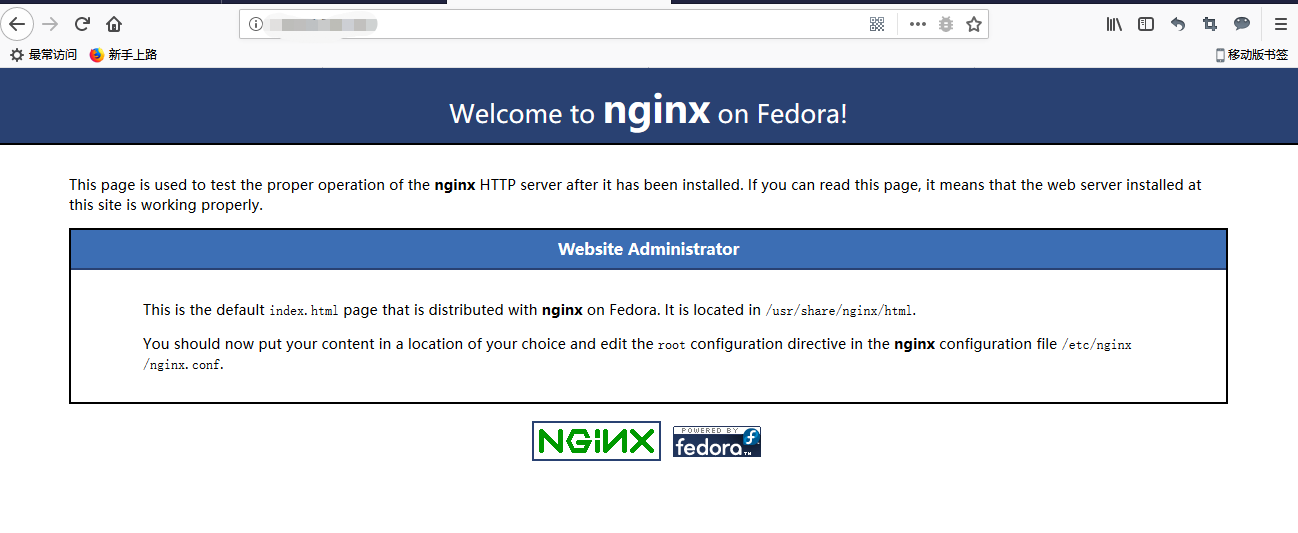 最常访问 新手上路 移动版书签
Welcome to nginx on Fedora!
This page is used to test the proper operation of the nginx HTTP server after it has been installed. If you can read this page, it means that the web server installed at
this site is working properly.
Website Administrator
This is the default index.html page that is distributed with nginx on Fedora. It is located in /usr/share/nginx/html.
You should now put your content in a location of your choice and edit the root configuration directive in the nginx configuration file /etc/nginx
/nginx.conf.
NGINX
POWERED BY
fedora™